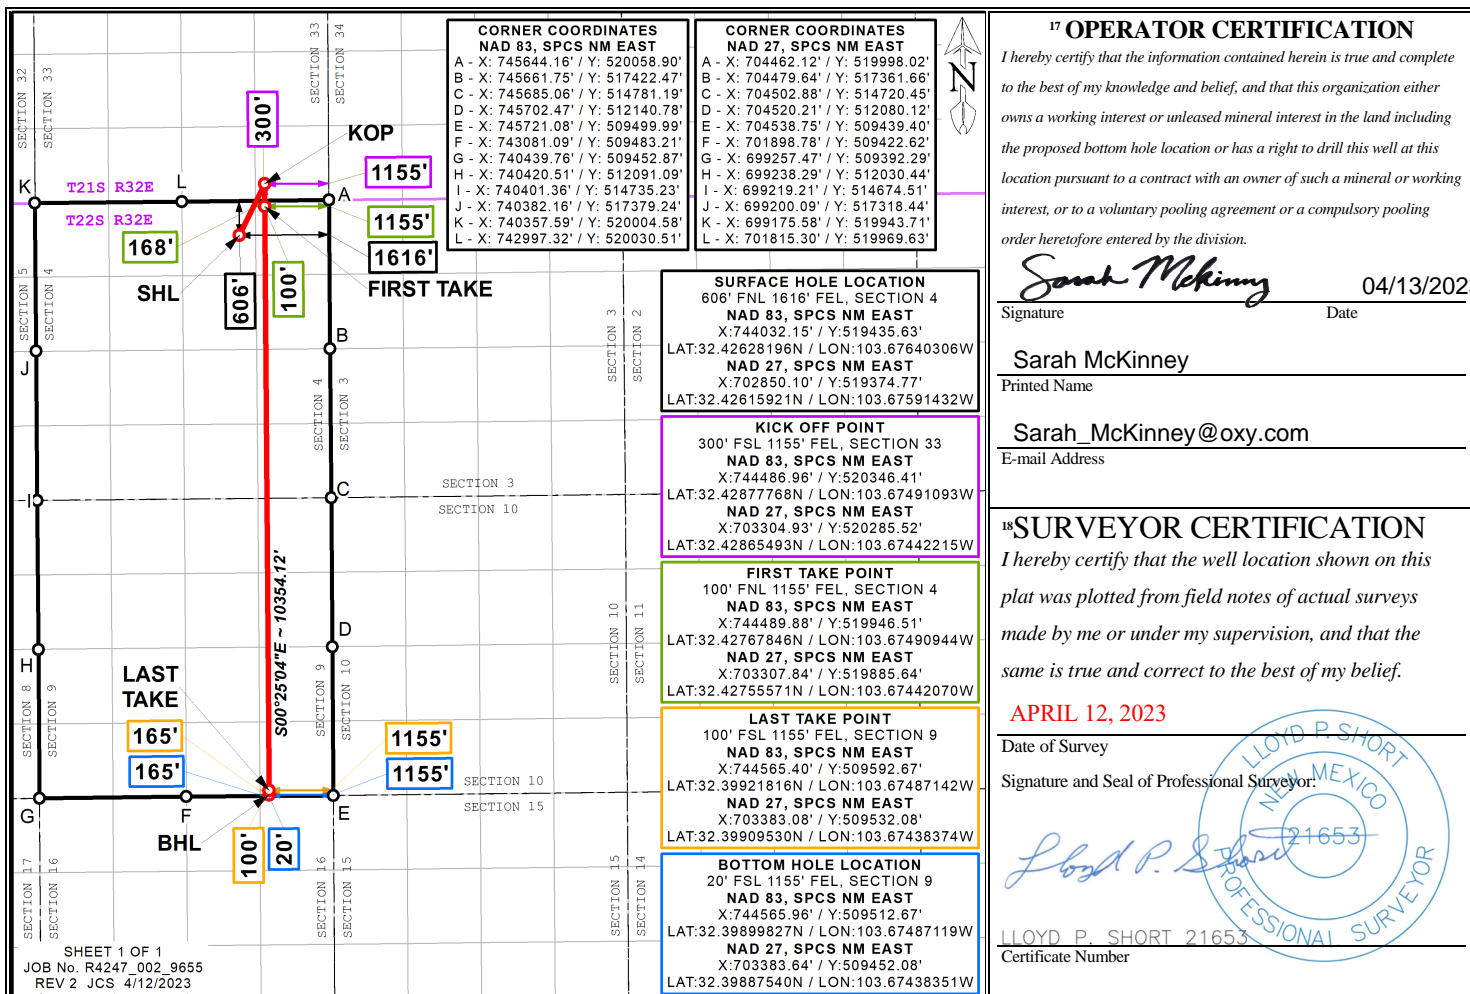 SECTION 32
SECTION 33
SECTION 33
SECTION 34
300'
KOP
1155'
K
T21S R32E
L
A
T22S R32E
1155'
168'
1616'
SHL
606'
100'
FIRST TAKE
SECTION 5
SECTION 4
B
J
SECTION 4
SECTION 3
SECTION 3
SECTION 2
I
C
SECTION 3
SECTION 10
S00°25'04"E ~ 10354.12'
D
H
SECTION 8
SECTION 9
SECTION 9
SECTION 10
SECTION 10
SECTION 11
LAST
TAKE
165'
1155'
165'
1155'
SECTION 10
SECTION 15
G
F
E
BHL
100'
20'
SECTION 17
SECTION 16
SECTION 16
SECTION 15
SECTION 15
SECTION 14
SHEET 1 OF 1
JOB No. R4247_002_9655
REV 2 JCS 4/12/2023
CORNER COORDINATES
NAD 83, SPCS NM EAST
A - X: 745644.16' / Y: 520058.90'
B - X: 745661.75' / Y: 517422.47'
C - X: 745685.06' / Y: 514781.19'
D - X: 745702.47' / Y: 512140.78'
E - X: 745721.08' / Y: 509499.99'
F - X: 743081.09' / Y: 509483.21'
G - X: 740439.76' / Y: 509452.87'
H - X: 740420.51' / Y: 512091.09'
I - X: 740401.36' / Y: 514735.23'
J - X: 740382.16' / Y: 517379.24'
K - X: 740357.59' / Y: 520004.58'
L - X: 742997.32' / Y: 520030.51'
CORNER COORDINATES
NAD 27, SPCS NM EAST
A - X: 704462.12' / Y: 519998.02'
B - X: 704479.64' / Y: 517361.66'
C - X: 704502.88' / Y: 514720.45'
D - X: 704520.21' / Y: 512080.12'
E - X: 704538.75' / Y: 509439.40'
F - X: 701898.78' / Y: 509422.62'
G - X: 699257.47' / Y: 509392.29'
H - X: 699238.29' / Y: 512030.44'
I - X: 699219.21' / Y: 514674.51'
J - X: 699200.09' / Y: 517318.44'
K - X: 699175.58' / Y: 519943.71'
L - X: 701815.30' / Y: 519969.63'
N
SURFACE HOLE LOCATION
606' FNL 1616' FEL, SECTION 4
NAD 83, SPCS NM EAST
X:744032.15' / Y:519435.63'
LAT:32.42628196N / LON:103.67640306W
NAD 27, SPCS NM EAST
X:702850.10' / Y:519374.77'
LAT:32.42615921N / LON:103.67591432W
KICK OFF POINT
300' FSL 1155' FEL, SECTION 33
NAD 83, SPCS NM EAST
X:744486.96' / Y:520346.41'
LAT:32.42877768N / LON:103.67491093W
NAD 27, SPCS NM EAST
X:703304.93' / Y:520285.52'
LAT:32.42865493N / LON:103.67442215W
FIRST TAKE POINT
100' FNL 1155' FEL, SECTION 4
NAD 83, SPCS NM EAST
X:744489.88' / Y:519946.51'
LAT:32.42767846N / LON:103.67490944W
NAD 27, SPCS NM EAST
X:703307.84' / Y:519885.64'
LAT:32.42755571N / LON:103.67442070W
LAST TAKE POINT
100' FSL 1155' FEL, SECTION 9
NAD 83, SPCS NM EAST
X:744565.40' / Y:509592.67'
LAT:32.39921816N / LON:103.67487142W
NAD 27, SPCS NM EAST
X:703383.08' / Y:509532.08'
LAT:32.39909530N / LON:103.67438374W
BOTTOM HOLE LOCATION
20' FSL 1155' FEL, SECTION 9
NAD 83, SPCS NM EAST
X:744565.96' / Y:509512.67'
LAT:32.39899827N / LON:103.67487119W
NAD 27, SPCS NM EAST
X:703383.64' / Y:509452.08'
LAT:32.39887540N / LON:103.67438351W
17 OPERATOR CERTIFICATION
I hereby certify that the information contained herein is true and complete
to the best of my knowledge and belief, and that this organization either
owns a working interest or unleased mineral interest in the land including
the proposed bottom hole location or has a right to drill this well at this
location pursuant to a contract with an owner of such a mineral or working
interest, or to a voluntary pooling agreement or a compulsory pooling
order heretofore entered by the division.
Sarah McKinney 04/13/202
Signature Date
Sarah McKinney
Printed Name
Sarah_McKinney@oxy.com
E-mail Address
18 SURVEYOR CERTIFICATION
I hereby certify that the well location shown on this
plat was plotted from field notes of actual surveys
made by me or under my supervision, and that the
same is true and correct to the best of my belief.
APRIL 12, 2023
Date of Survey
Signature and Seal of Professional Surveyor:
LLOYD P. SHORT
NEW MEXICO
21653
PROFESSIONAL SURVEYOR
Lloyd P. Short
LLOYD P. SHORT 21653
Certificate Number